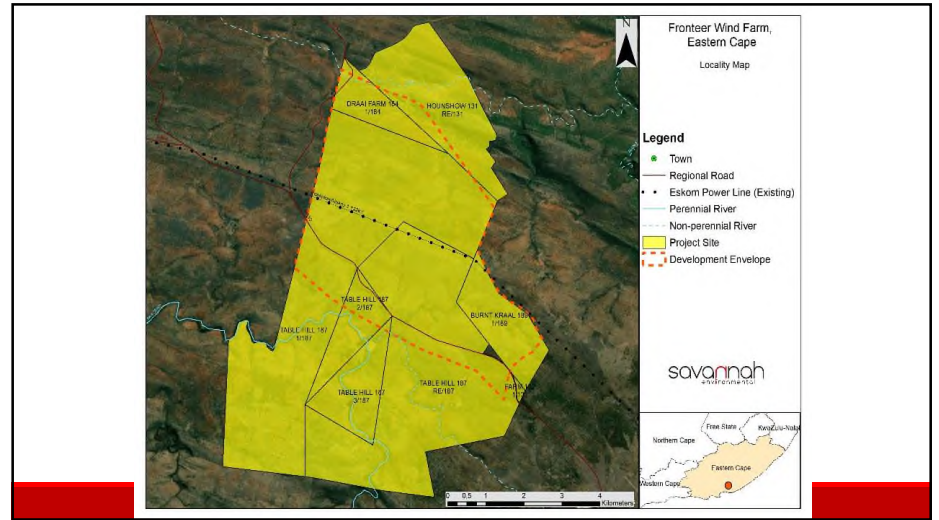 N
Fronteer Wind Farm,
Eastern Cape
Locality Map
DRAAI FARM 184
1/184
HOUNSHOW 131
RE/131
TABLE HILL 187
2/187
BURNT KRAAL 189
1/189
TABLE HILL 187
1/187
TABLE HILL 187
3/187
TABLE HILL 187
RE/187
FARM
Legend
Town
Regional Road
Eskom Power Line (Existing)
Perennial River
Non-perennial River
Project Site
Development Envelope
savannah
environmental
Free State
KwaZulu-Natal
Northern Cape
Eastern Cape
Western Cape
0 0.5 1 2 3 4
Kilometers